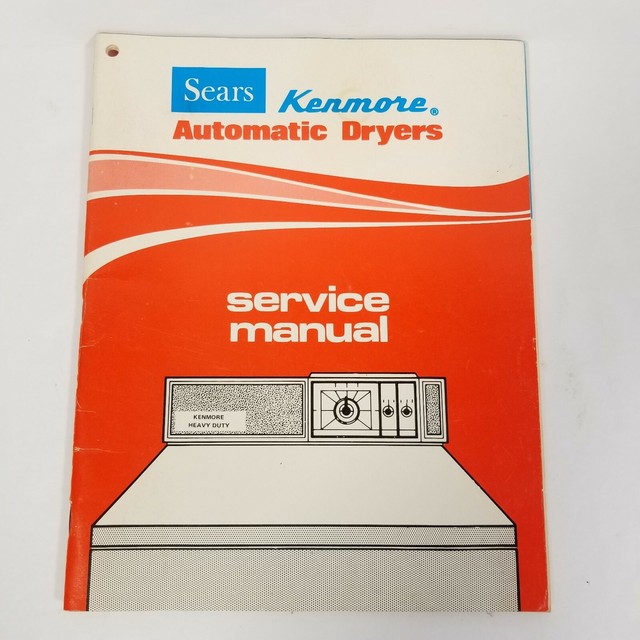 Sears Kenmore®
Automatic Dryers
service
manual
KENMORE
HEAVY DUTY